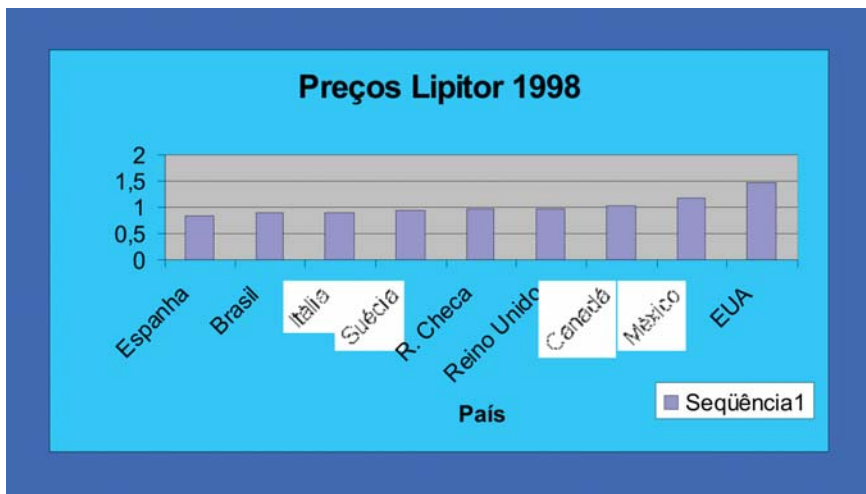 Preços Lipitor 1998
2
1,5
1
0,5
0
Espanha
Brasil
Itália
Suécia
R. Checa
Reino Unido
Canadá
México
EUA
País
Seqüência1